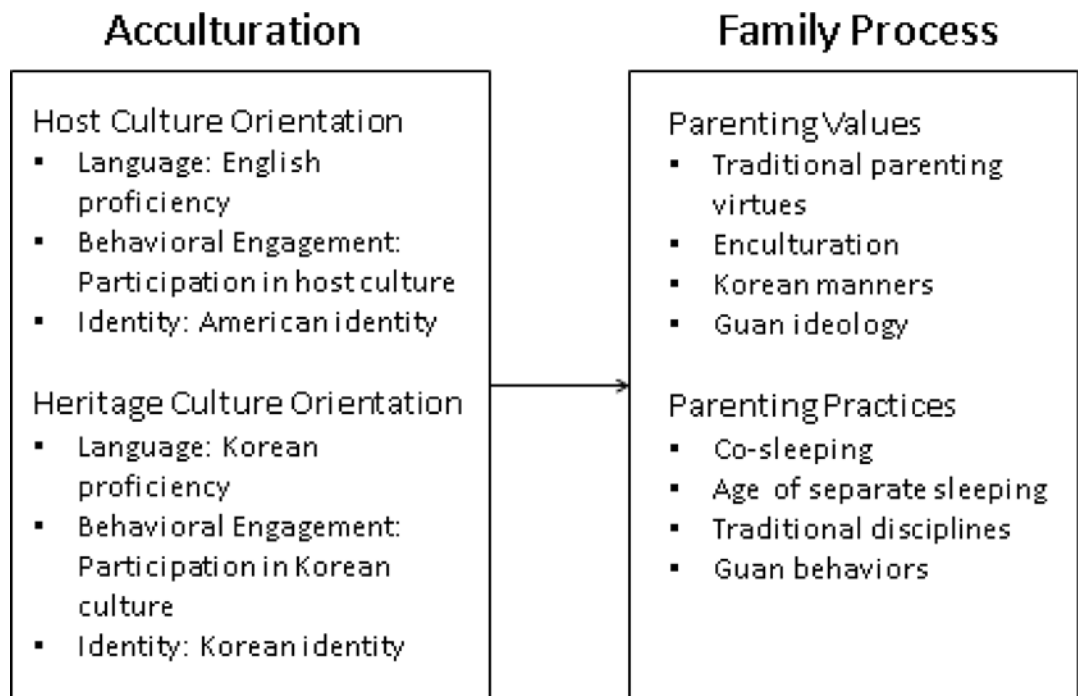 Acculturation
Host Culture Orientation
▪ Language: English
proficiency
▪ Behavioral Engagement:
Participation in host culture
▪ Identity: American identity
Heritage Culture Orientation
▪ Language: Korean
proficiency
▪ Behavioral Engagement:
Participation in Korean
culture
▪ Identity: Korean identity
Family Process
Parenting Values
▪ Traditional parenting
virtues
▪ Enculturation
▪ Korean manners
▪ Guan ideology
Parenting Practices
▪ Co-sleeping
▪ Age of separate sleeping
▪ Traditional disciplines
▪ Guan behaviors